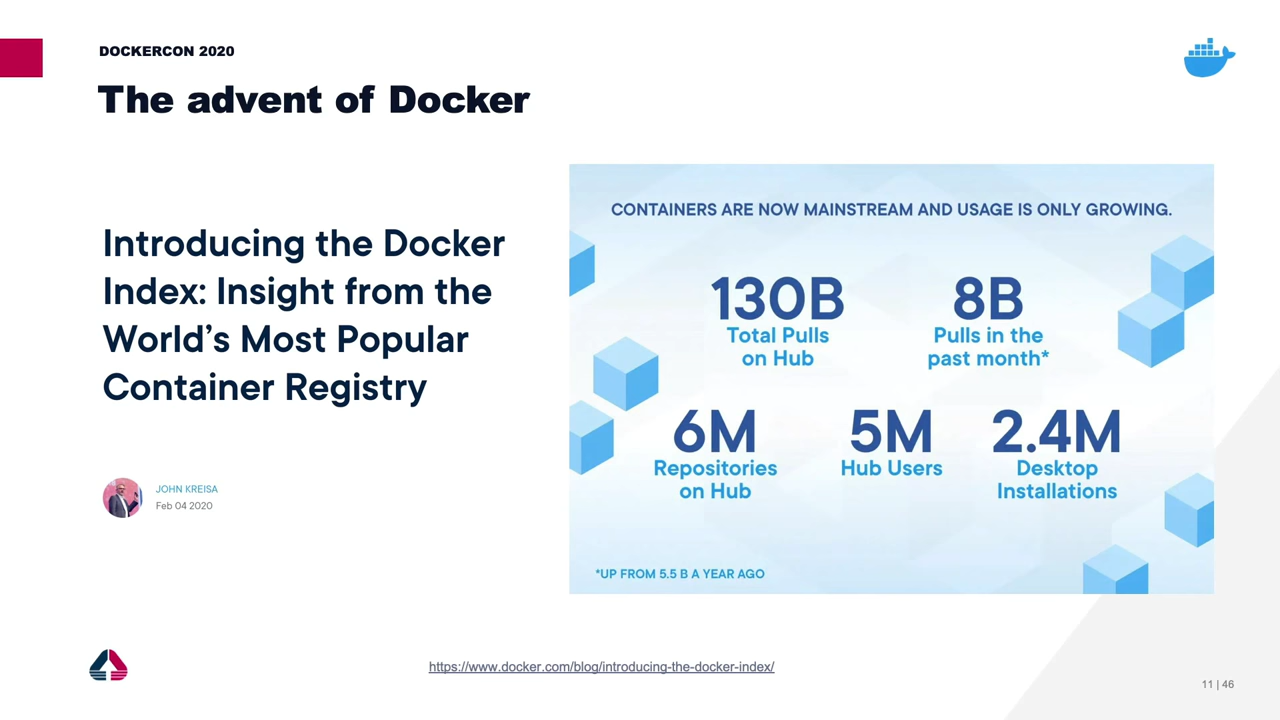 DOCKERCON 2020
The advent of Docker
Introducing the Docker
Index: Insight from the
World's Most Popular
Container Registry
JOHN KREISA
Feb 04 2020
CONTAINERS ARE NOW MAINSTREAM AND USAGE IS ONLY GROWING.
130B
Total Pulls
on Hub
8B
Pulls in the
past month*
6M
Repositories
on Hub
5M
Hub Users
2.4M
Desktop
Installations
*UP FROM 5.5 B A YEAR AGO
https://www.docker.com/blog/introducing-the-docker-index/
11 | 46